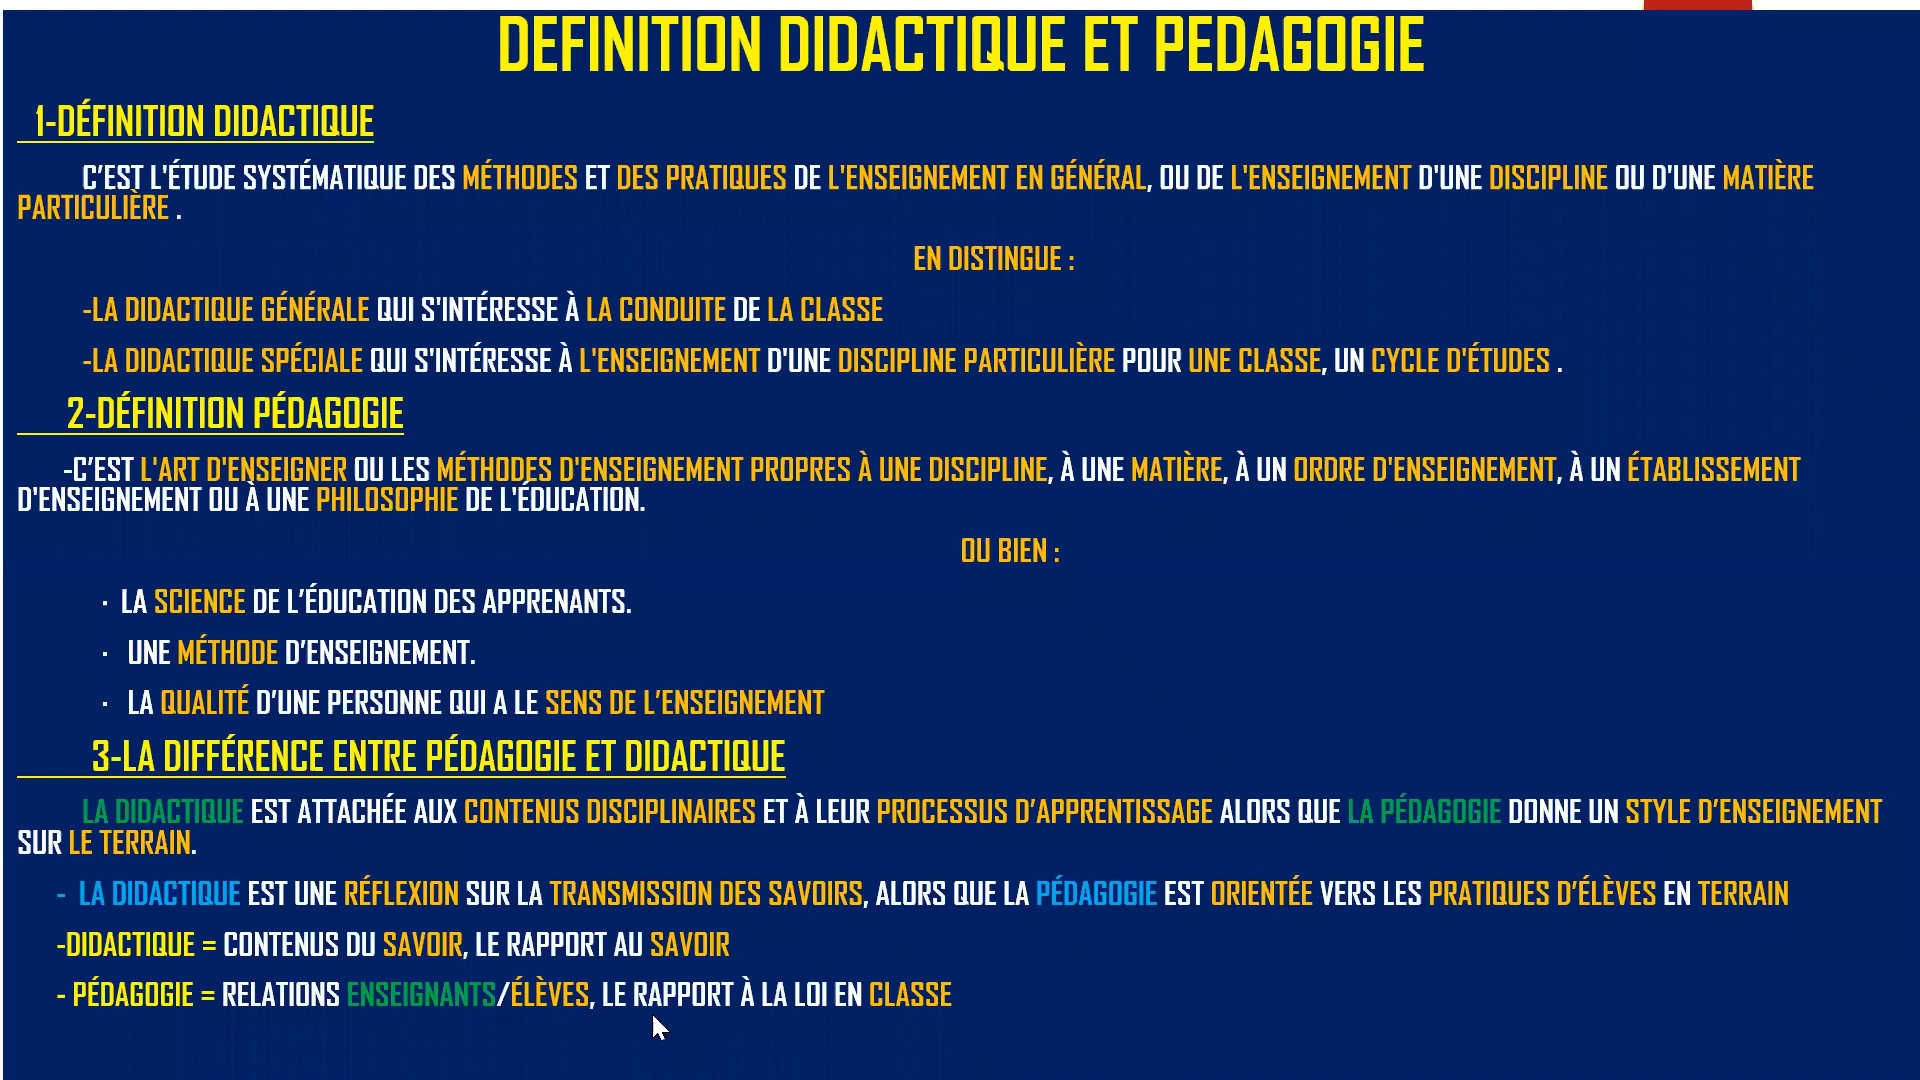 DEFINITION DIDACTIQUE ET PEDAGOGIE
1-DÉFINITION DIDACTIQUE
C'EST L'ÉTUDE SYSTÉMATIQUE DES MÉTHODES ET DES PRATIQUES DE L'ENSEIGNEMENT EN GÉNÉRAL, OU DE L'ENSEIGNEMENT D'UNE DISCIPLINE OU D'UNE MATIÈRE
PARTICULIÈRE .
EN DISTINGUE :
-LA DIDACTIQUE GÉNÉRALE QUI S'INTÉRESSE À LA CONDUITE DE LA CLASSE
-LA DIDACTIQUE SPÉCIALE QUI S'INTÉRESSE À L'ENSEIGNEMENT D'UNE DISCIPLINE PARTICULIÈRE POUR UNE CLASSE, UN CYCLE D'ÉTUDES .
2-DÉFINITION PÉDAGOGIE
-C'EST L'ART D'ENSEIGNER OU LES MÉTHODES D'ENSEIGNEMENT PROPRES À UNE DISCIPLINE, À UNE MATIÈRE, À UN ORDRE D'ENSEIGNEMENT, À UN ÉTABLISSEMENT
D'ENSEIGNEMENT OU À UNE PHILOSOPHIE DE L'ÉDUCATION.
OU BIEN :
· LA SCIENCE DE L’ÉDUCATION DES APPRENANTS.
· UNE MÉTHODE D’ENSEIGNEMENT.
· LA QUALITÉ D’UNE PERSONNE QUI A LE SENS DE L’ENSEIGNEMENT
3-LA DIFFÉRENCE ENTRE PÉDAGOGIE ET DIDACTIQUE
LA DIDACTIQUE EST ATTACHÉE AUX CONTENUS DISCIPLINAIRES ET À LEUR PROCESSUS D’APPRENTISSAGE ALORS QUE LA PÉDAGOGIE DONNE UN STYLE D’ENSEIGNEMENT
SUR LE TERRAIN.
- LA DIDACTIQUE EST UNE RÉFLEXION SUR LA TRANSMISSION DES SAVOIRS, ALORS QUE LA PÉDAGOGIE EST ORIENTÉE VERS LES PRATIQUES D’ÉLÈVES EN TERRAIN
-DIDACTIQUE = CONTENUS DU SAVOIR, LE RAPPORT AU SAVOIR
- PÉDAGOGIE = RELATIONS ENSEIGNANTS/ÉLÈVES, LE RAPPORT À LA LOI EN CLASSE